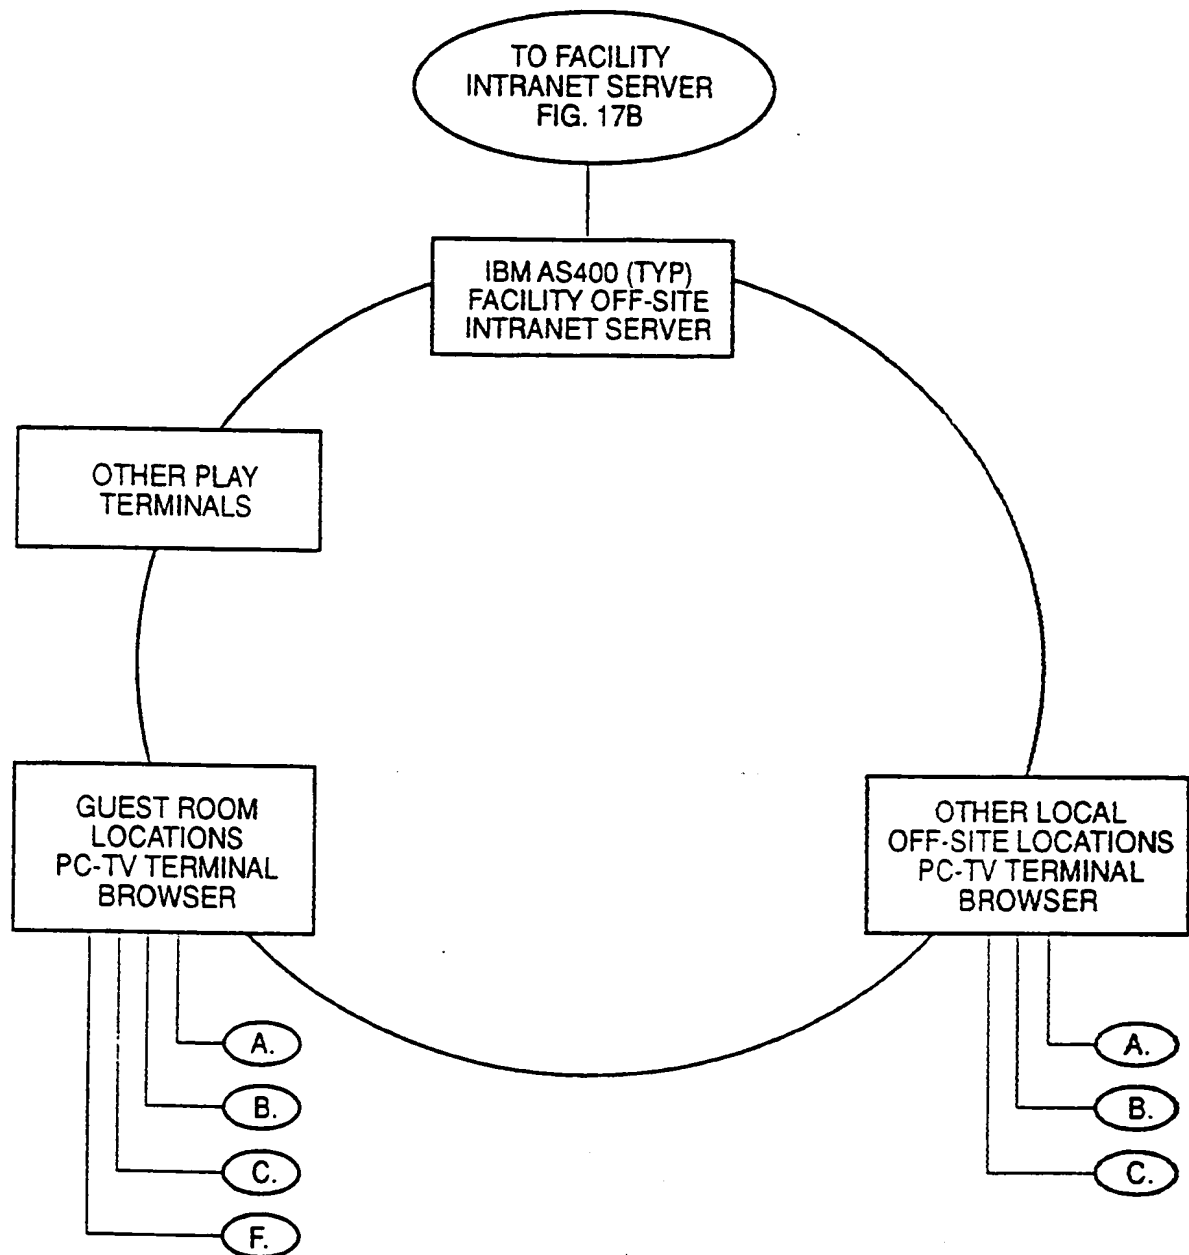 TO FACILITY
INTRANET SERVER
FIG. 17B
IBM AS400 (TYP)
FACILITY OFF-SITE
INTRANET SERVER
OTHER PLAY
TERMINALS
GUEST ROOM
LOCATIONS
PC-TV TERMINAL
BROWSER
OTHER LOCAL
OFF-SITE LOCATIONS
PC-TV TERMINAL
BROWSER
A.
B.
C.
F.
A.
B.
C.